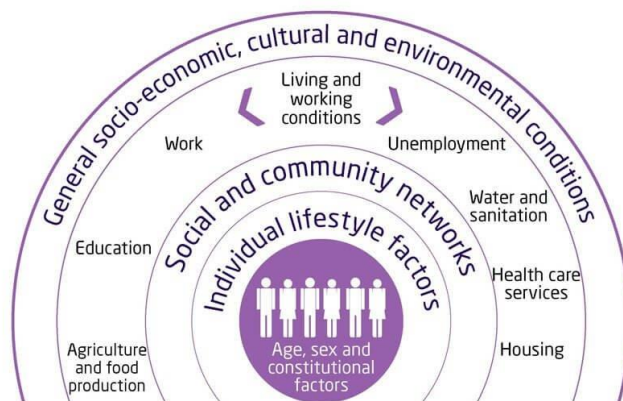 General socio-economic, cultural and environmental conditions
Living and
working
conditions
Work
Unemployment
Social and community networks
Water and
sanitation
Individual lifestyle factors
Education
Health care
services
Age, sex and
constitutional
factors
Housing
Agriculture
and food
production